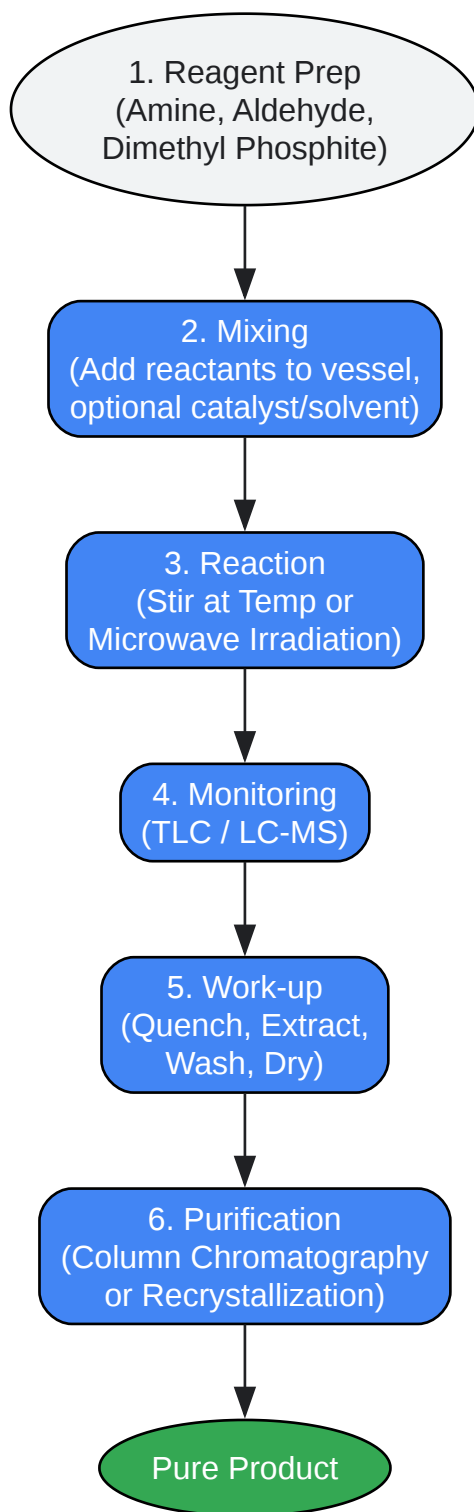 1. Reagent Prep
(Amine, Aldehyde,
Dimethyl Phosphite)
2. Mixing
(Add reactants to vessel,
optional catalyst/solvent)
3. Reaction
(Stir at Temp or
Microwave Irradiation)
4. Monitoring
(TLC / LC-MS)
5. Work-up
(Quench, Extract,
Wash, Dry)
6. Purification
(Column Chromatography
or Recrystallization)
Pure Product